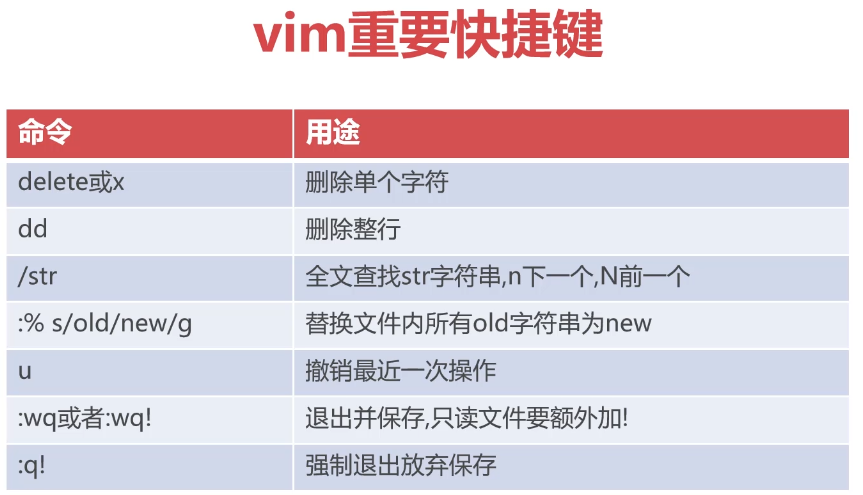 vim重要快捷键
命令 用途
delete或x 删除单个字符
dd 删除整行
/str 全文查找str字符串,n下一个,N前一个
:% s/old/new/g 替换文件内所有old字符串为new
u 撤销最近一次操作
:wq或者:wq! 退出并保存,只读文件要额外加!
:q! 强制退出放弃保存